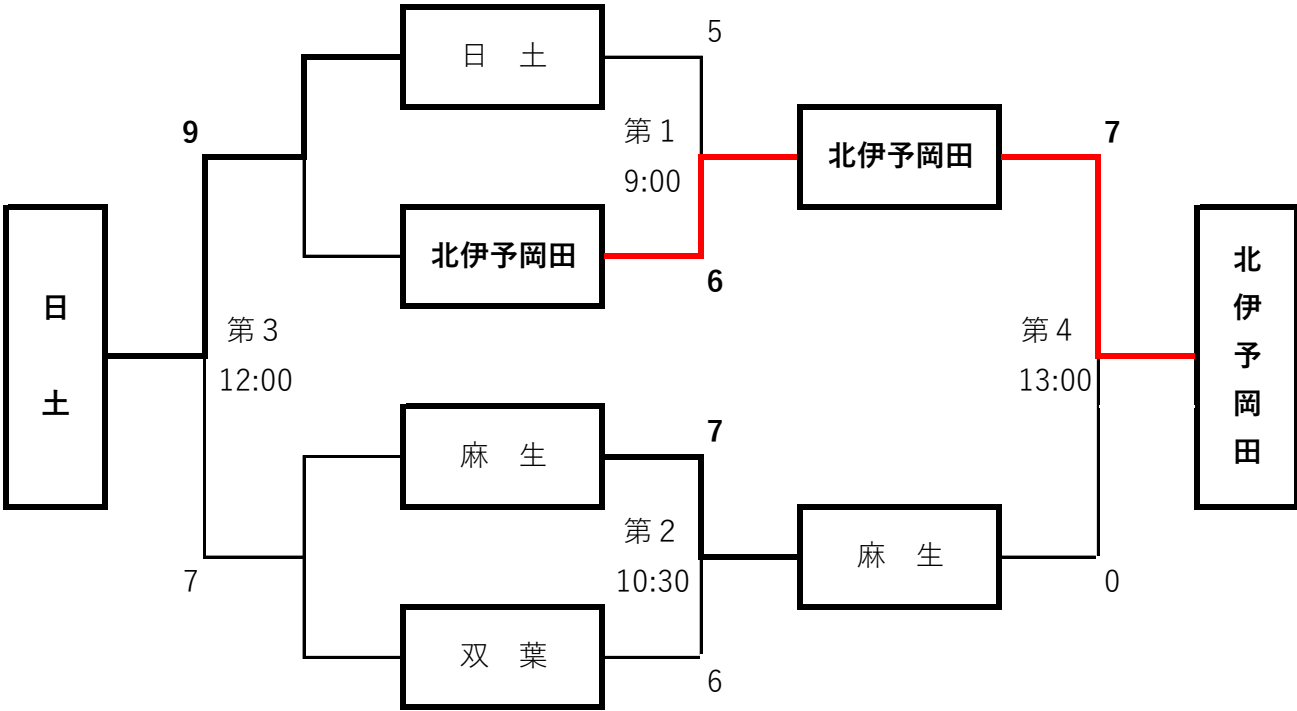 日　土
5
9
第１
9:00
北伊予岡田
7
北伊予岡田
6
日土
第３
12:00
第４
13:00
北伊予岡田
麻　生
7
第２
10:30
麻　生
7
0
双　葉
6